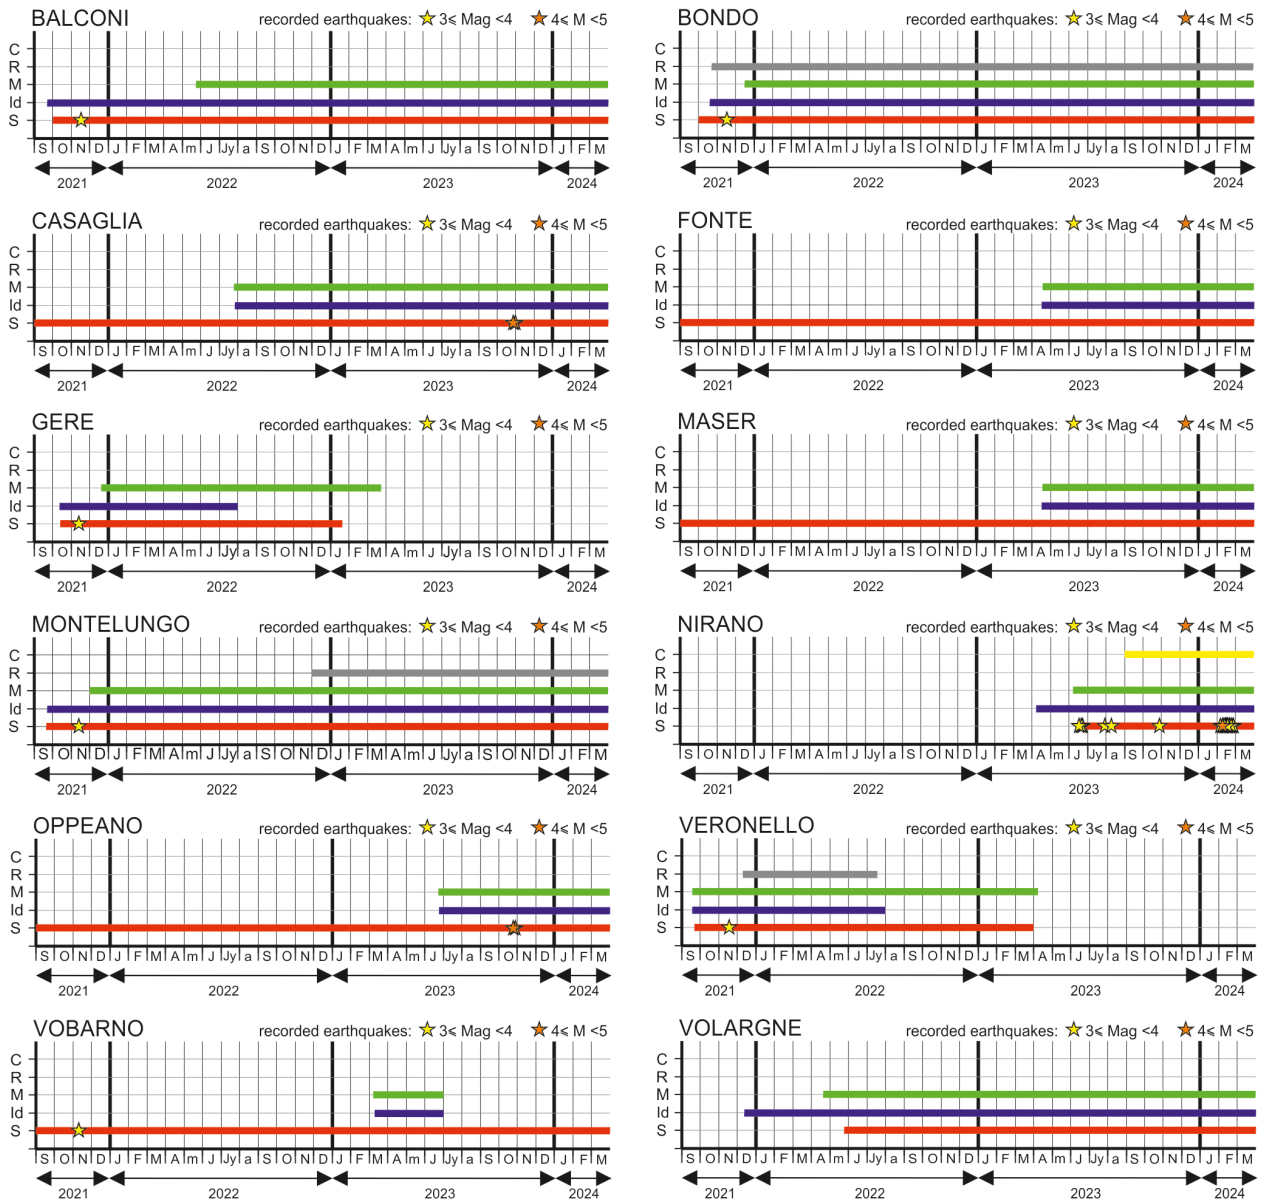 BALCONI recorded earthquakes: 3⩽ Mag <4 4⩽ M <5
C
R
M
Id
S
S O N D J F M A m J Jy a S O N D J F M A m J Jy a S O N D J F M
2021 2022 2023 2024
BONDO recorded earthquakes: 3⩽ Mag <4 4⩽ M <5
C
R
M
Id
S
S O N D J F M A m J Jy a S O N D J F M A m J Jy a S O N D J F M
2021 2022 2023 2024
CASAGLIA recorded earthquakes: 3⩽ Mag <4 4⩽ M <5
C
R
M
Id
S
S O N D J F M A m J Jy a S O N D J F M A m J Jy a S O N D J F M
2021 2022 2023 2024
FONTE recorded earthquakes: 3⩽ Mag <4 4⩽ M <5
C
R
M
Id
S
S O N D J F M A m J Jy a S O N D J F M A m J Jy a S O N D J F M
2021 2022 2023 2024
GERE recorded earthquakes: 3⩽ Mag <4 4⩽ M <5
C
R
M
Id
S
S O N D J F M A m J Jy a S O N D J F M A m J Jy a S O N D J F M
2021 2022 2023 2024
MASER recorded earthquakes: 3⩽ Mag <4 4⩽ M <5
C
R
M
Id
S
S O N D J F M A m J Jy a S O N D J F M A m J Jy a S O N D J F M
2021 2022 2023 2024
MONTELUNGO recorded earthquakes: 3⩽ Mag <4 4⩽ M <5
C
R
M
Id
S
S O N D J F M A m J Jy a S O N D J F M A m J Jy a S O N D J F M
2021 2022 2023 2024
NIRANO recorded earthquakes: 3⩽ Mag <4 4⩽ M <5
C
R
M
Id
S
S O N D J F M A m J Jy a S O N D J F M A m J Jy a S O N D J F M
2021 2022 2023 2024
OPPEANO recorded earthquakes: 3⩽ Mag <4 4⩽ M <5
C
R
M
Id
S
S O N D J F M A m J Jy a S O N D J F M A m J Jy a S O N D J F M
2021 2022 2023 2024
VERONELLO recorded earthquakes: 3⩽ Mag <4 4⩽ M <5
C
R
M
Id
S
S O N D J F M A m J Jy a S O N D J F M A m J Jy a S O N D J F M
2021 2022 2023 2024
VOBARNO recorded earthquakes: 3⩽ Mag <4 4⩽ M <5
C
R
M
Id
S
S O N D J F M A m J Jy a S O N D J F M A m J Jy a S O N D J F M
2021 2022 2023 2024
VOLARGNE recorded earthquakes: 3⩽ Mag <4 4⩽ M <5
C
R
M
Id
S
S O N D J F M A m J Jy a S O N D J F M A m J Jy a S O N D J F M
2021 2022 2023 2024